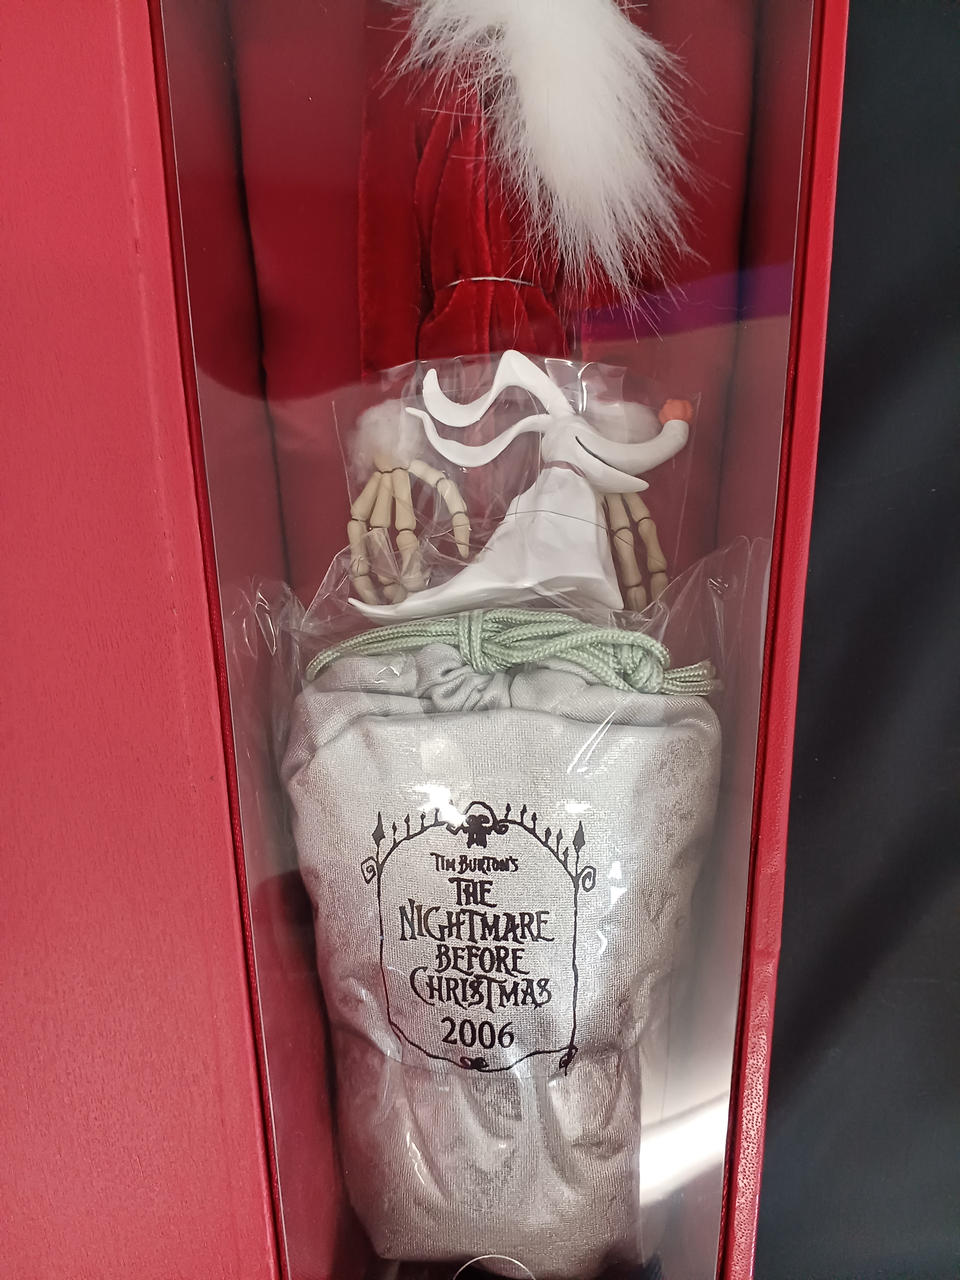 TIM BURTON'S
THE
NIGHTMARE
BEFORE
CHRISTMAS
2006